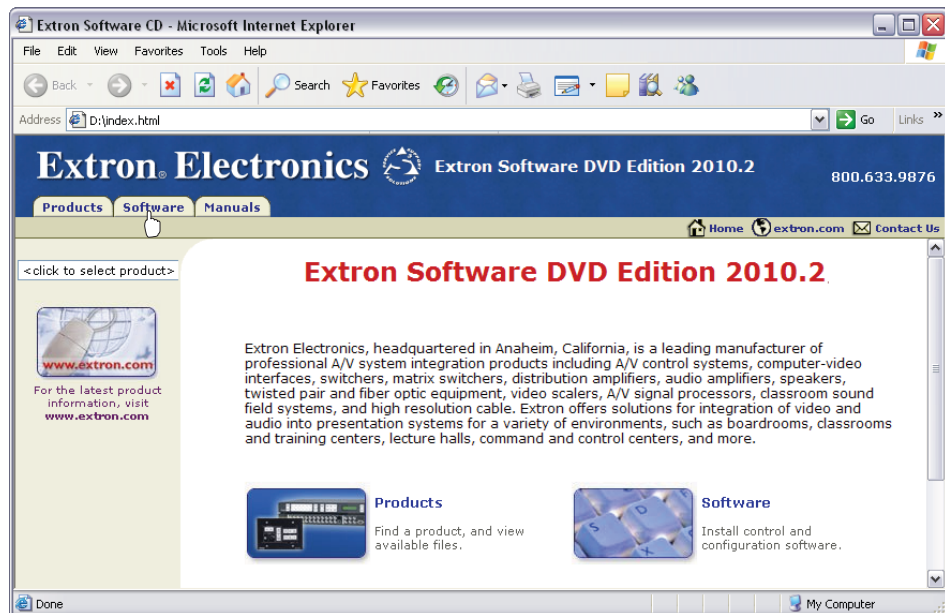 Extron Software CD - Microsoft Internet Explorer
File Edit View Favorites Tools Help
Back Search Favorites
Address D:\index.html Go Links »
Extron® Electronics Extron Software DVD Edition 2010.2
800.633.9876
Products Software Manuals
Home extron.com Contact Us
<click to select product>
www.extron.com
For the latest product
information, visit
www.extron.com
Extron Software DVD Edition 2010.2.
Extron Electronics, headquartered in Anaheim, California, is a leading manufacturer of
professional A/V system integration products including A/V control systems, computer-video
interfaces, switchers, matrix switchers, distribution amplifiers, audio amplifiers, speakers,
twisted pair and fiber optic equipment, video scalers, A/V signal processors, classroom sound
field systems, and high resolution cable. Extron offers solutions for integration of video and
audio into presentation systems for a variety of environments, such as boardrooms, classrooms
and training centers, lecture halls, command and control centers, and more.
Products
Find a product, and view
available files.
S D X
Software
Install control and
configuration software.
Done My Computer